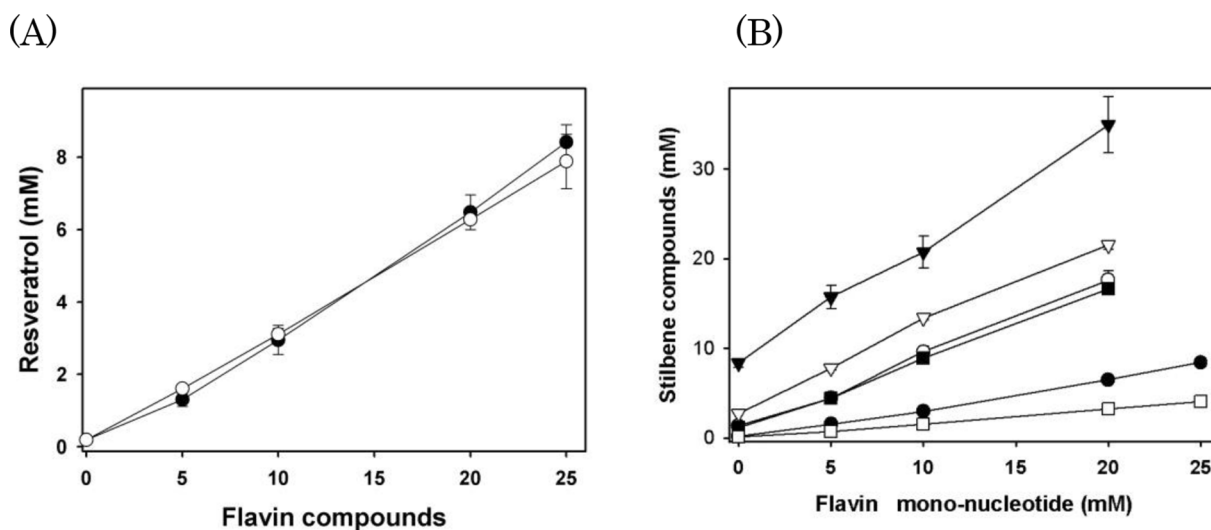 (A)
(B)
Resveratrol (mM)
8
6
4
2
0
0 5 10 15 20 25
Flavin compounds
Stilbene compounds (mM)
30
20
10
0
0 5 10 15 20 25
Flavin mono-nucleotide (mM)